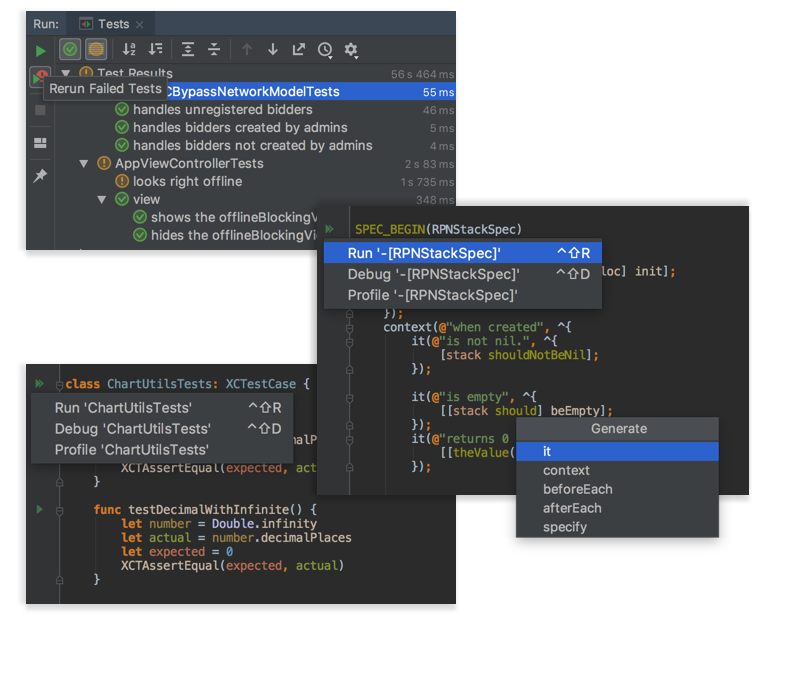 Run: Tests
Test Results 56 s 464 ms
Rerun Failed Tests
CBypassNetworkModelTests 55 ms
handles unregistered bidders 46 ms
handles bidders created by admins 5 ms
handles bidders not created by admins 4 ms
AppViewControllerTests 2 s 83 ms
looks right offline 1 s 735 ms
view 348 ms
shows the offlineBlockingV
hides the offlineBlockingVi
SPEC_BEGIN(RPNStackSpec)
Run '-[RPNStackSpec]' ^⇧R
loc] init];
Debug '-[RPNStackSpec]' ^⇧D
Profile '-[RPNStackSpec]'
});
context(@"when created", ^{
it(@"is not nil.", ^{
[stack shouldNotBeNil];
});
it(@"is empty", ^{
[[stack should] beEmpty];
});
it(@"returns 0
[[theValue(
});
Generate
it
context
beforeEach
afterEach
specify
class ChartUtilsTests: XCTestCase {
Run 'ChartUtilsTests' ^⇧R
Debug 'ChartUtilsTests' ^⇧D
malP
Profile 'ChartUtilsTests'
XCTAssertEqual(expected, actu
}
func testDecimalWithInfinite() {
let number = Double.infinity
let actual = number.decimalPlaces
let expected = 0
XCTAssertEqual(expected, actual)
}